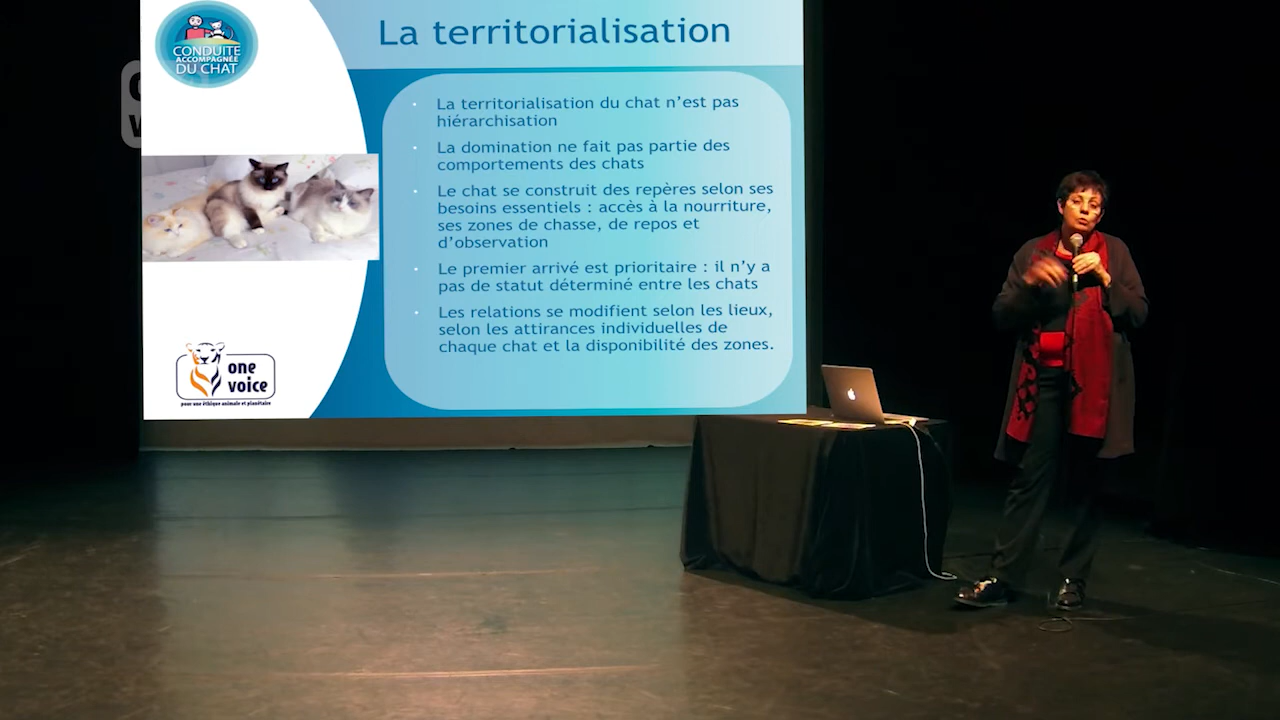 La territorialisation
CONDUITE
ACCOMPAGNÉE
DU CHAT
La territorialisation du chat n'est pas
hiérarchisation
La domination ne fait pas partie des
comportements des chats
Le chat se construit des repères selon ses
besoins essentiels : accès à la nourriture,
ses zones de chasse, de repos et
d'observation
Le premier arrivé est prioritaire : il n'y a
pas de statut déterminé entre les chats
Les relations se modifient selon les lieux,
selon les attirances individuelles de
chaque chat et la disponibilité des zones.
one
voice
pour une éthique animale et planétaire